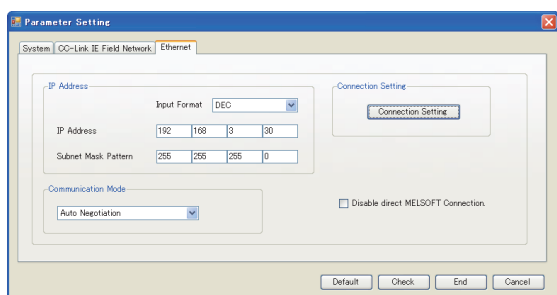 Parameter Setting
System CC-Link IE Field Network Ethernet
IP Address
Input Format DEC
IP Address 192 168 3 30
Subnet Mask Pattern 255 255 255 0
Connection Setting
Connection Setting
Communication Mode
Auto Negotiation
Disable direct MELSOFT Connection.
Default Check End Cancel